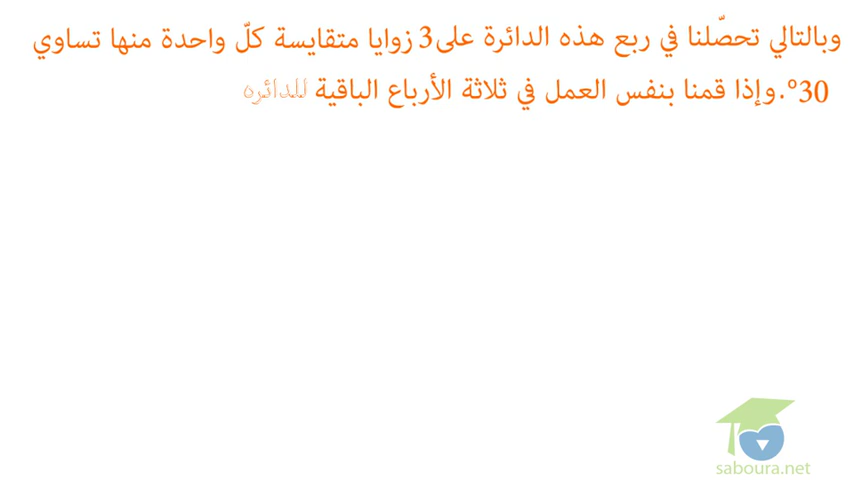 وبالتالي تحصّلنا في ربع هذه الدائرة على3 زوايا متقايسة كلّ واحدة منها تساوي
30°.وإذا قمنا بنفس العمل في ثلاثة الأرباع الباقية للدائره
saboura.net